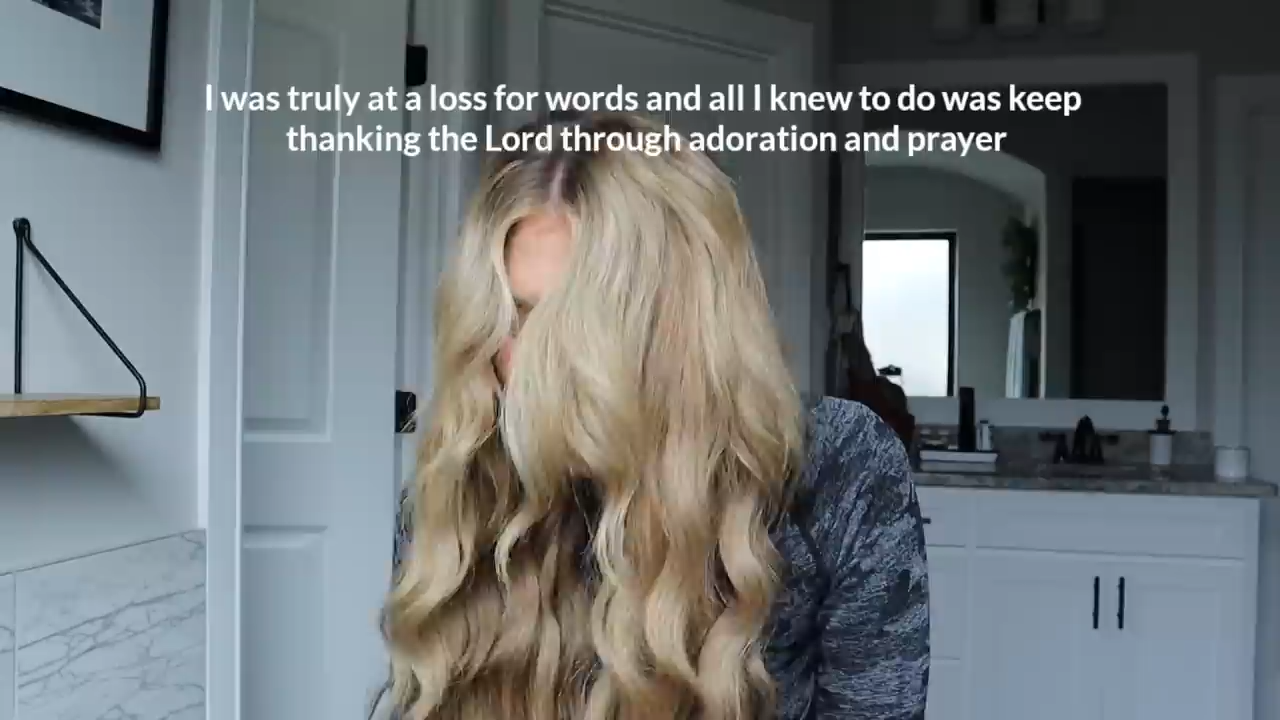 I was truly at a loss for words and all I knew to do was keep
thanking the Lord through adoration and prayer